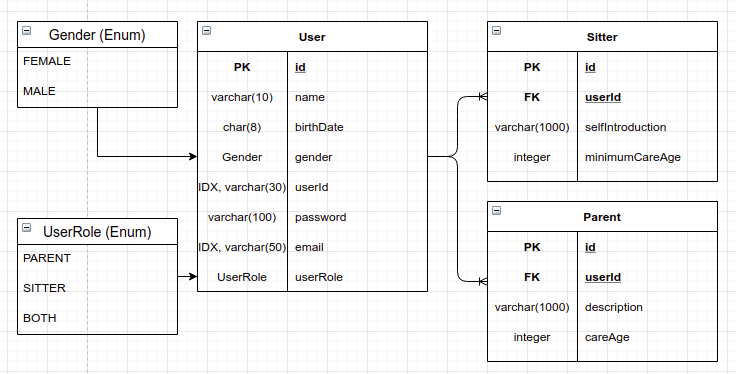 Gender (Enum)
FEMALE
MALE
UserRole (Enum)
PARENT
SITTER
BOTH
User
PK id
varchar(10) name
char(8) birthDate
Gender gender
IDX, varchar(30) userId
varchar(100) password
IDX, varchar(50) email
UserRole userRole
Sitter
PK id
FK userId
varchar(1000) selfIntroduction
integer minimumCareAge
Parent
PK id
FK userId
varchar(1000) description
integer careAge